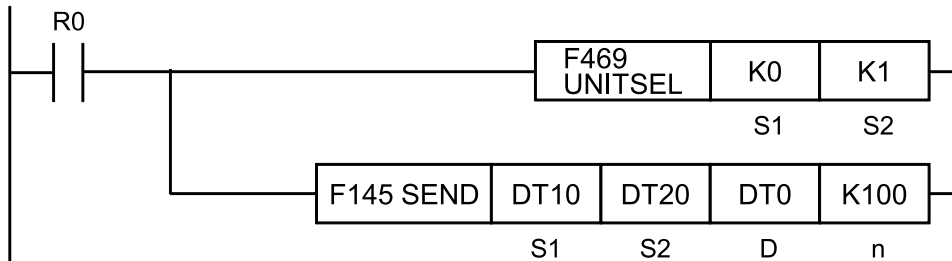 R0
F469
UNITSEL
K0
K1
S1
S2
F145 SEND
DT10
DT20
DT0
K100
S1
S2
D
n